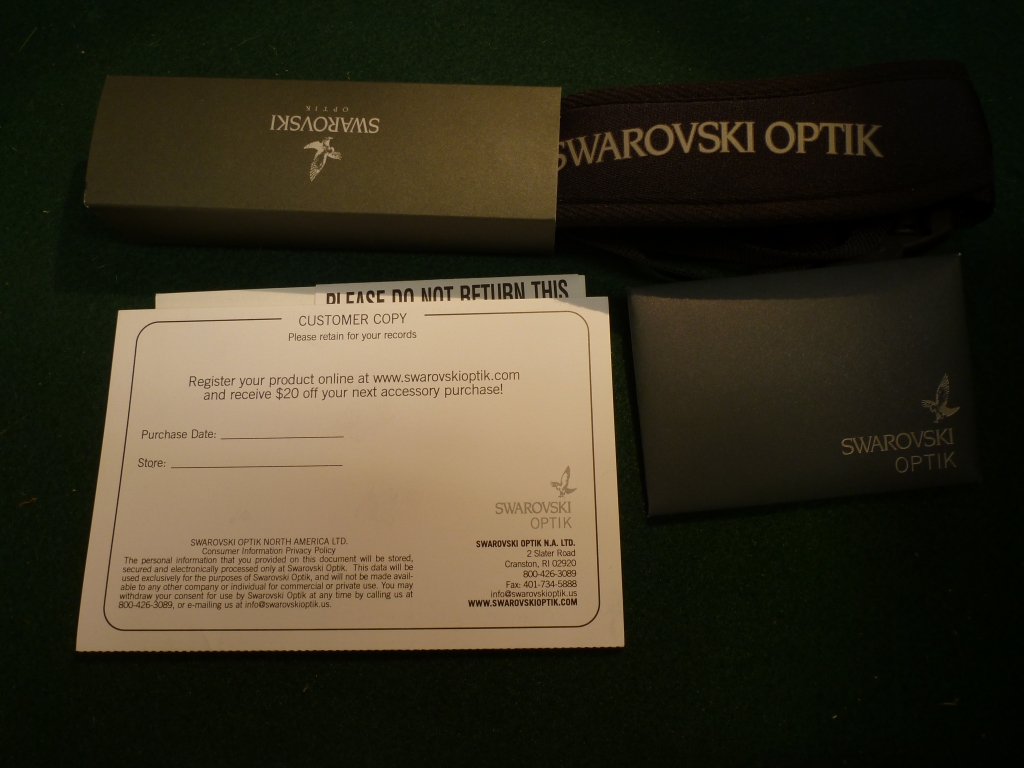 SWAROVSKI
OPTIK
SWAROVSKI OPTIK
PLEASE DO NOT RETURN THIS
CUSTOMER COPY
Please retain for your records
Register your product online at www.swarovskioptik.com
and receive $20 off your next accessory purchase!
Purchase Date:
Store:
SWAROVSKI
OPTIK
SWAROVSKI OPTIK NORTH AMERICA LTD.
Consumer Information Privacy Policy
The personal information that you provided on this document will be stored,
secured and electronically processed only at Swarovski Optik. This data will be
used exclusively for the purposes of Swarovski Optik, and will not be made avail-
able to any other company or individual for commercial or private use. You may
withdraw your consent for use by Swarovski Optik at any time by calling us at
800-426-3089, or e-mailing us at info@swarovskioptik.us.
SWAROVSKI OPTIK N.A. LTD.
2 Slater Road
Cranston, RI 02920
800-426-3089
Fax: 401-734-5888
info@swarovskioptik.us
WWW.SWAROVSKIOPTIK.COM
SWAROVSKI
OPTIK